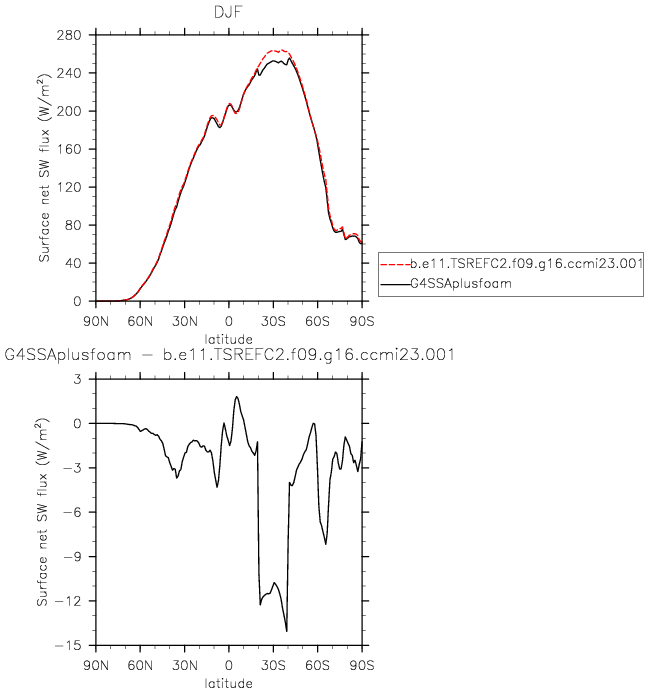 DJF
280
240
200
160
120
80
40
0
Surface net SW flux (W/m²)
90N 60N 30N 0 30S 60S 90S
latitude
b.e11.TSREFC2.f09.g16.ccmi23.001
G4SSAplusfoam
G4SSAplusfoam – b.e11.TSREFC2.f09.g16.ccmi23.001
3
0
−3
−6
−9
−12
−15
Surface net SW flux (W/m²)
90N 60N 30N 0 30S 60S 90S
latitude